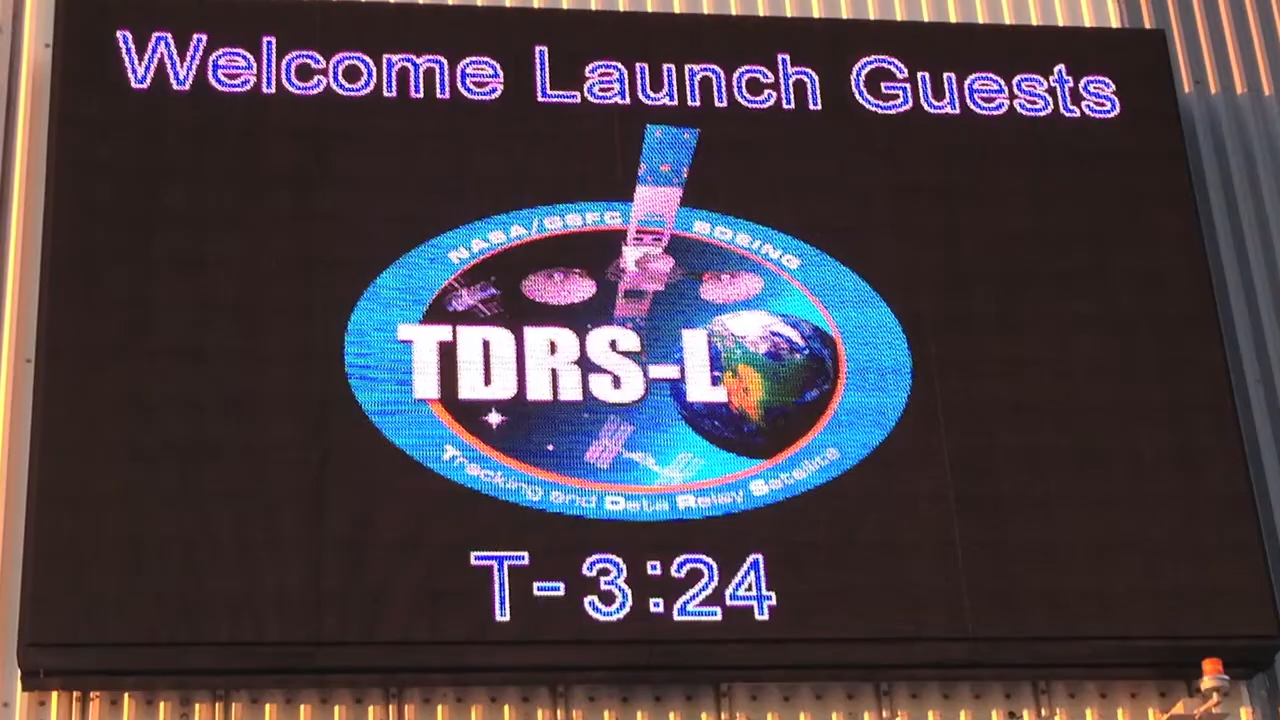 Welcome Launch Guests
NASA/GSFC BOEING
TDRS-L
Tracking and Data Relay Satellite
T-3:24